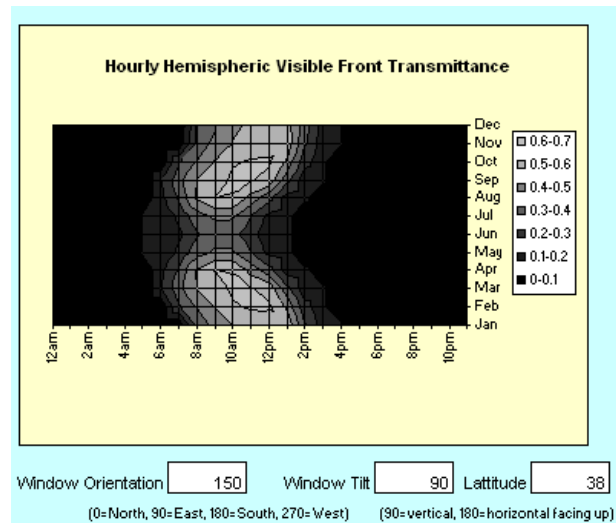 Hourly Hemispheric Visible Front Transmittance
Dec
Nov
Oct
Sep
Aug
Jul
Jun
May
Apr
Mar
Feb
Jan
0.6-0.7
0.5-0.6
0.4-0.5
0.3-0.4
0.2-0.3
0.1-0.2
0-0.1
12am
2am
4am
6am
8am
10am
12pm
2pm
4pm
6pm
8pm
10pm
Window Orientation 150 Window Tilt 90 Lattitude 38
(0=North, 90=East, 180=South, 270=West) (90=vertical, 180=horizontal facing up)